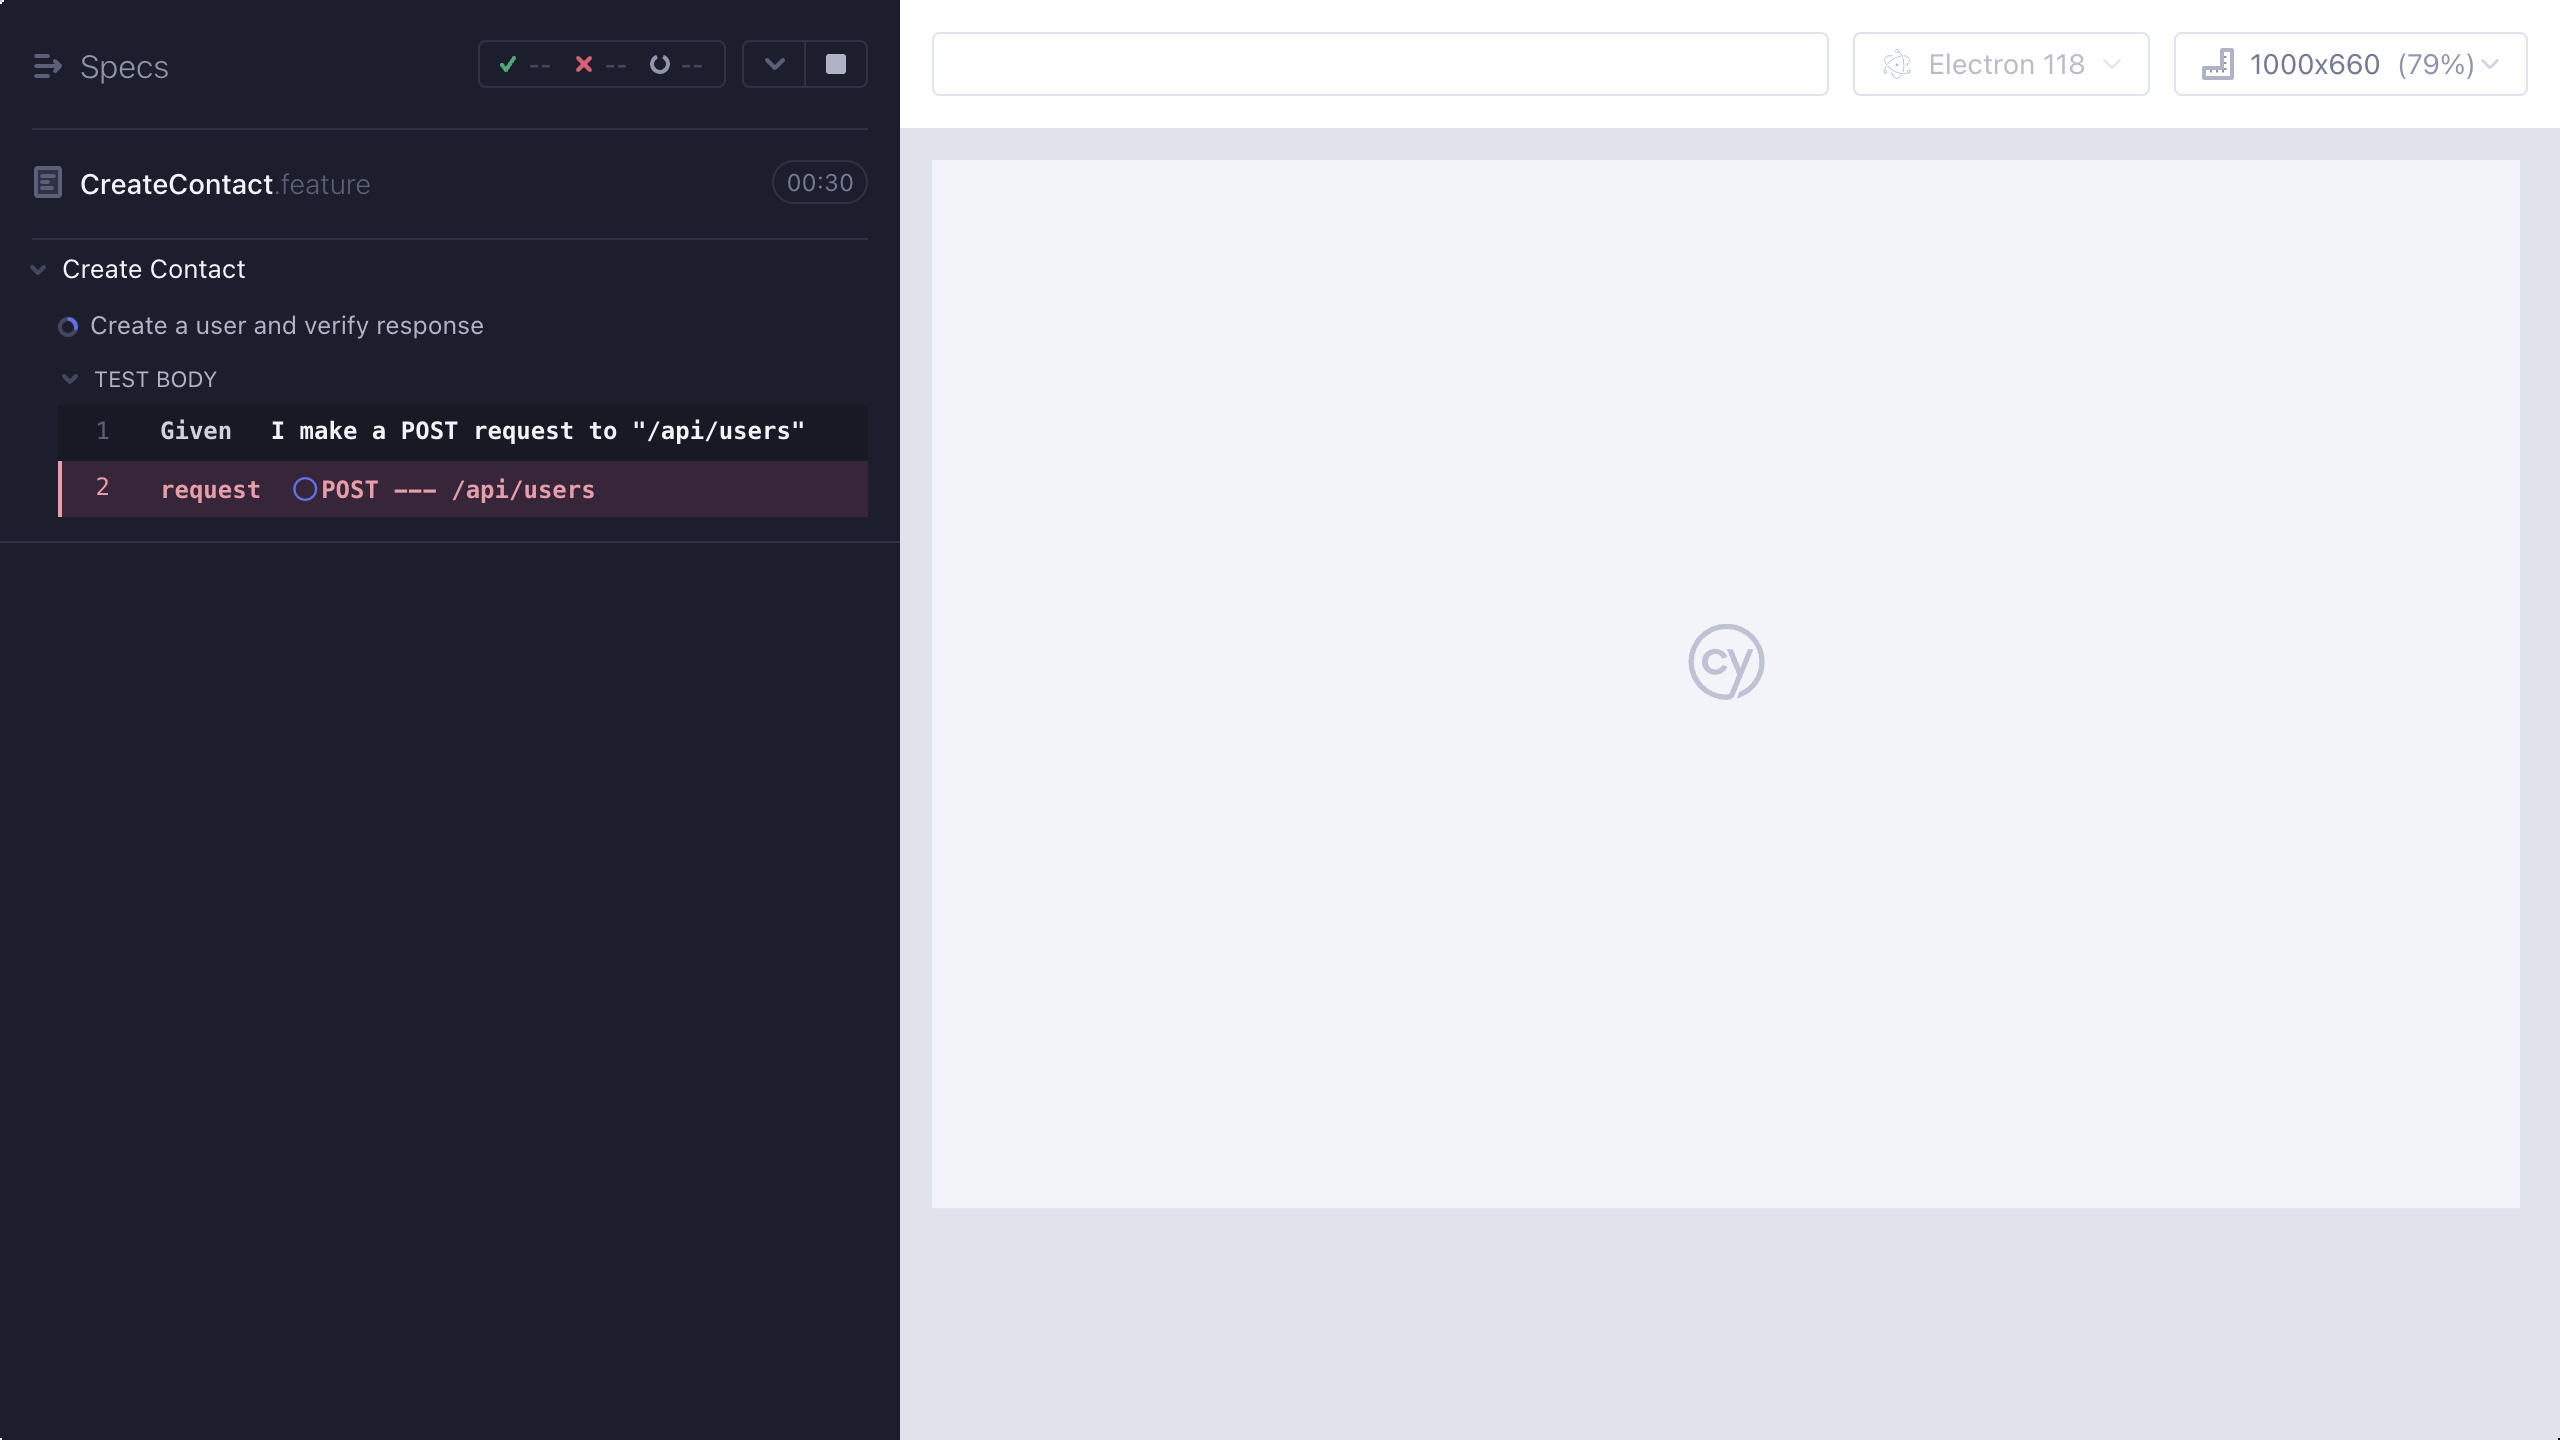 Specs
-- -- --
CreateContact.feature 00:30
Create Contact
Create a user and verify response
TEST BODY
1 Given I make a POST request to "/api/users"
2 request POST --- /api/users
Electron 118
1000x660 (79%)
cy